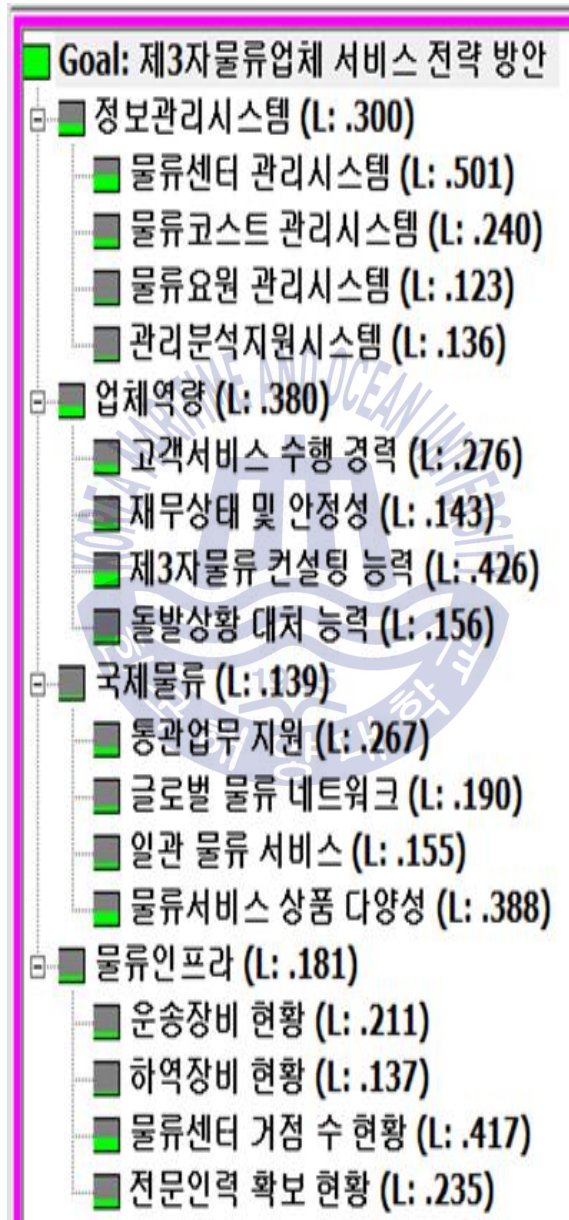 Goal: 제3자물류업체 서비스 전략 방안
정보관리시스템 (L: .300)
물류센터 관리시스템 (L: .501)
물류코스트 관리시스템 (L: .240)
물류요원 관리시스템 (L: .123)
관리분석지원시스템 (L: .136)
업체역량 (L: .380)
고객서비스 수행 경력 (L: .276)
재무상태 및 안정성 (L: .143)
제3자물류 컨설팅 능력 (L: .426)
돌발상황 대처 능력 (L: .156)
국제물류 (L: .139)
통관업무 지원 (L: .267)
글로벌 물류 네트워크 (L: .190)
일관 물류 서비스 (L: .155)
물류서비스 상품 다양성 (L: .388)
물류인프라 (L: .181)
운송장비 현황 (L: .211)
하역장비 현황 (L: .137)
물류센터 거점 수 현황 (L: .417)
전문인력 확보 현황 (L: .235)